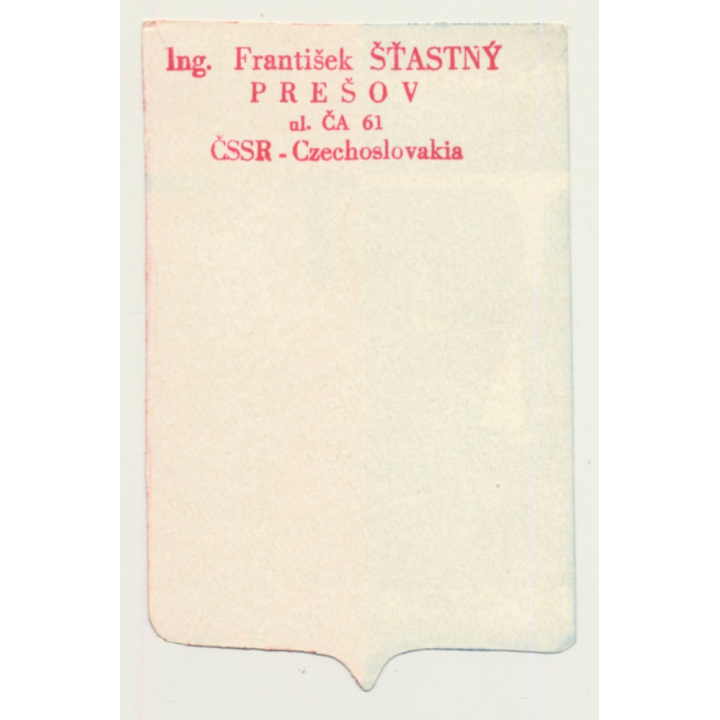 Ing. František ŠŤASTNÝ
PREŠOV
ul. ČA 61
ČSSR - Czechoslovakia